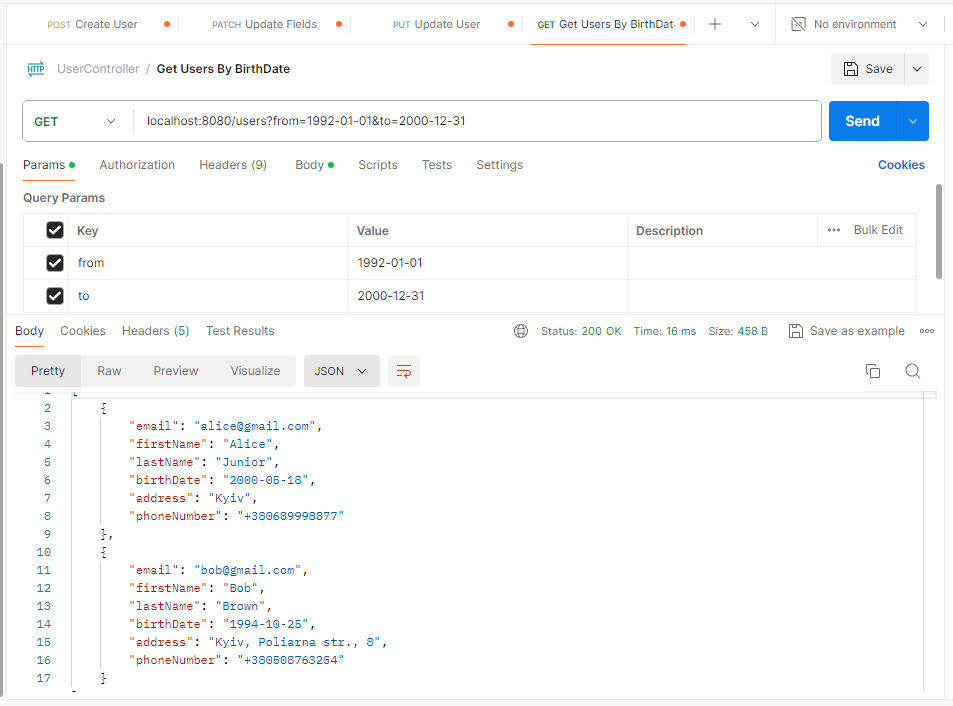 POST Create User PATCH Update Fields PUT Update User GET Get Users By BirthDat No environment
HTTP UserController / Get Users By BirthDate Save
GET localhost:8080/users?from=1992-01-01&to=2000-12-31 Send
Params Authorization Headers (9) Body Scripts Tests Settings Cookies
Query Params
Key Value Description Bulk Edit
from 1992-01-01
to 2000-12-31
Body Cookies Headers (5) Test Results Status: 200 OK Time: 16 ms Size: 458 B Save as example
Pretty Raw Preview Visualize JSON
1 [
2 {
3 "email": "alice@gmail.com",
4 "firstName": "Alice",
5 "lastName": "Junior",
6 "birthDate": "2000-05-18",
7 "address": "Kyiv",
8 "phoneNumber": "+380689998877"
9 },
10 {
11 "email": "bob@gmail.com",
12 "firstName": "Bob",
13 "lastName": "Brown",
14 "birthDate": "1994-10-25",
15 "address": "Kyiv, Poliarna str., 8",
16 "phoneNumber": "+380508763254"
17 }